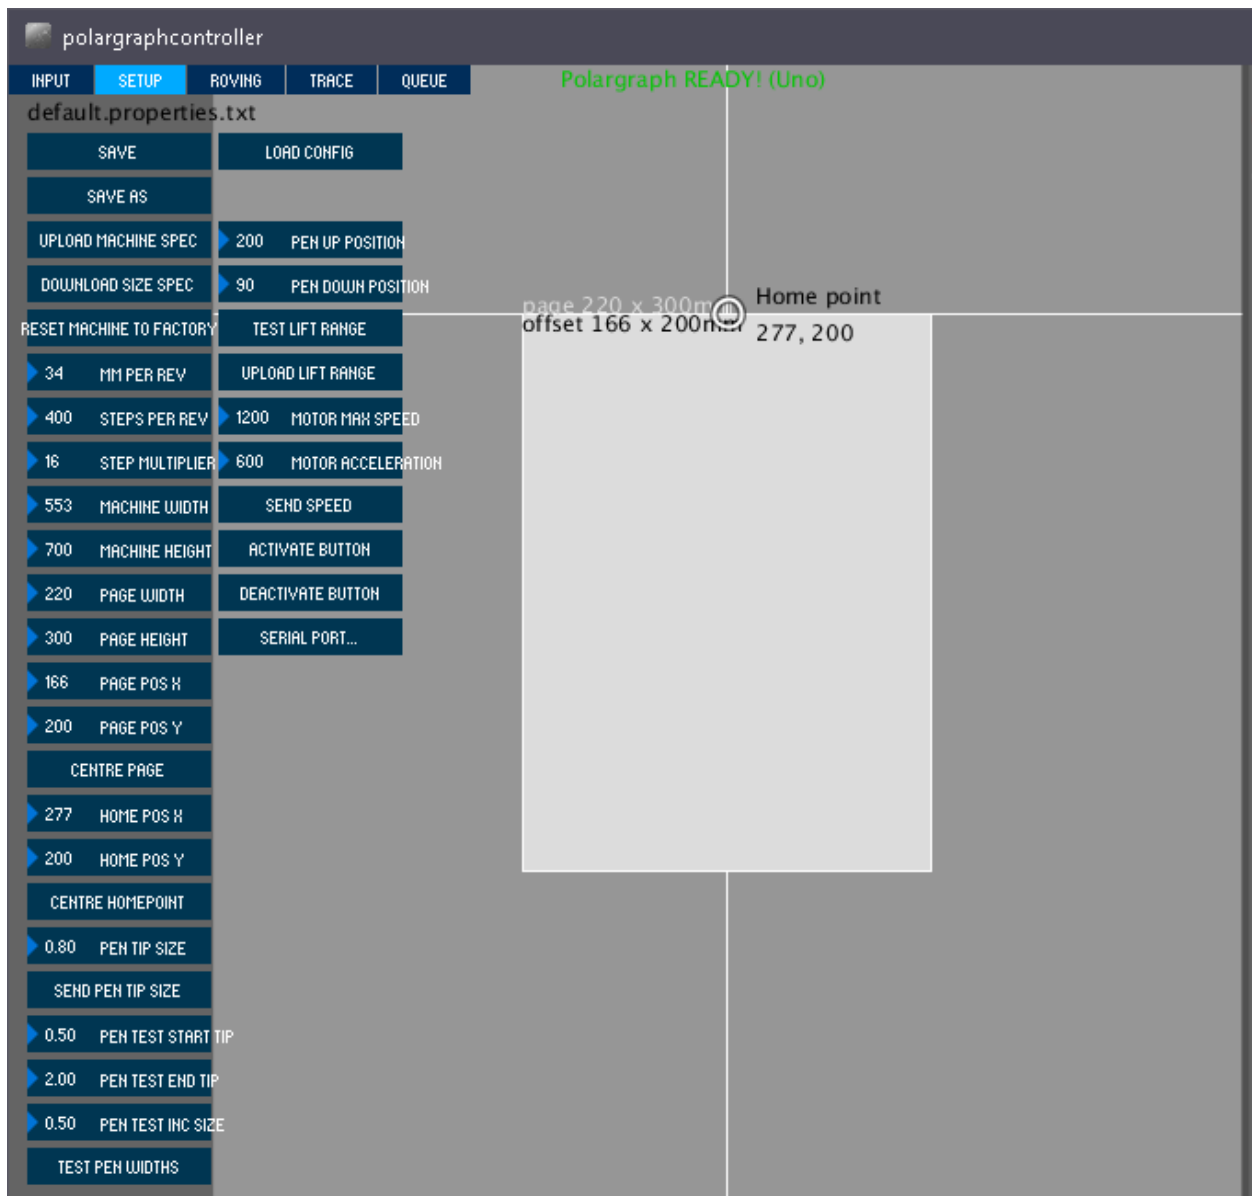 polargraphcontroller
INPUT SETUP ROVING TRACE QUEUE
Polargraph READY! (Uno)
default.properties.txt
SAVE LOAD CONFIG
SAVE AS
UPLOAD MACHINE SPEC 200 PEN UP POSITION
DOWNLOAD SIZE SPEC 90 PEN DOWN POSITION
page 220 x 300mm Home point
offset 166 x 200mm 277, 200
RESET MACHINE TO FACTORY TEST LIFT RANGE
34 MM PER REV UPLOAD LIFT RANGE
400 STEPS PER REV 1200 MOTOR MAX SPEED
16 STEP MULTIPLIER 600 MOTOR ACCELERATION
553 MACHINE WIDTH SEND SPEED
700 MACHINE HEIGHT ACTIVATE BUTTON
220 PAGE WIDTH DEACTIVATE BUTTON
300 PAGE HEIGHT SERIAL PORT...
166 PAGE POS X
200 PAGE POS Y
CENTRE PAGE
277 HOME POS X
200 HOME POS Y
CENTRE HOMEPOINT
0.80 PEN TIP SIZE
SEND PEN TIP SIZE
0.50 PEN TEST START TIP
2.00 PEN TEST END TIP
0.50 PEN TEST INC SIZE
TEST PEN WIDTHS